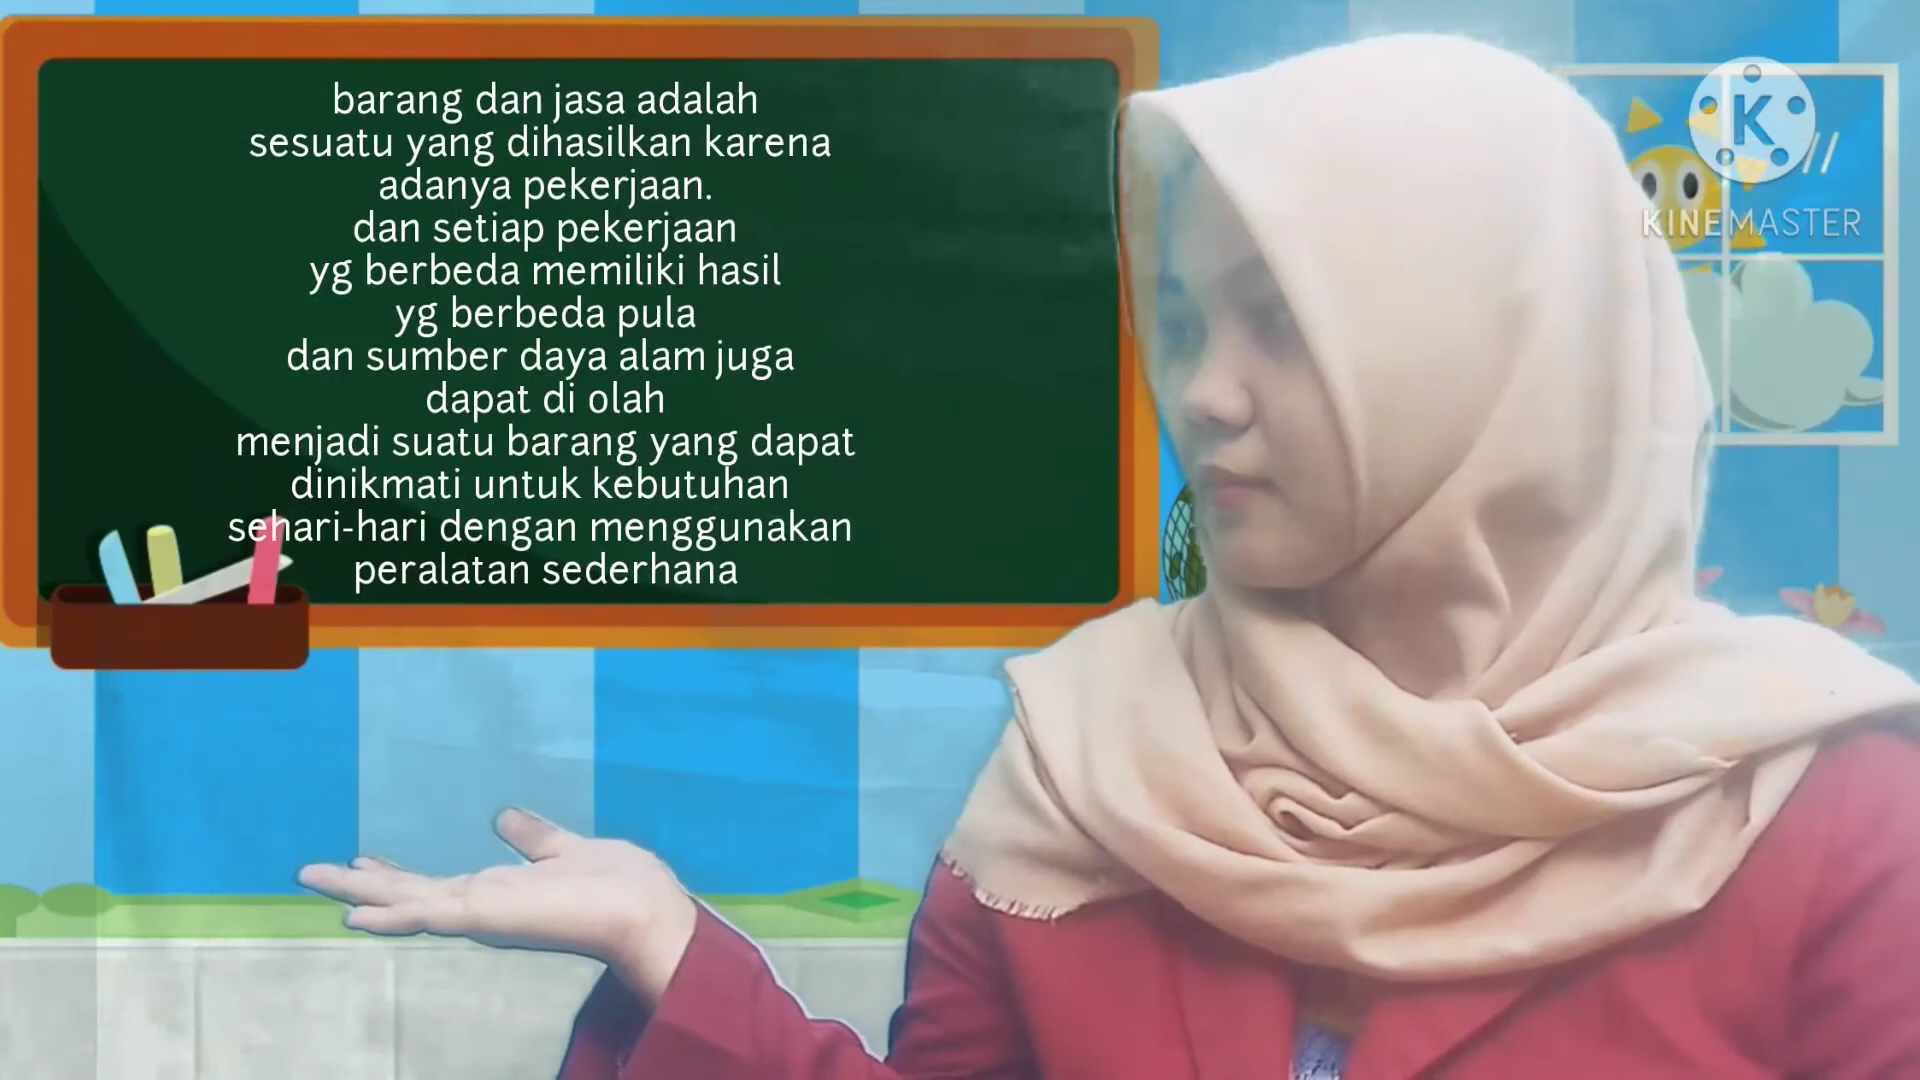 barang dan jasa adalah
sesuatu yang dihasilkan karena
adanya pekerjaan.
dan setiap pekerjaan
yg berbeda memiliki hasil
yg berbeda pula
dan sumber daya alam juga
dapat di olah
menjadi suatu barang yang dapat
dinikmati untuk kebutuhan
sehari-hari dengan menggunakan
peralatan sederhana
K
KINEMASTER